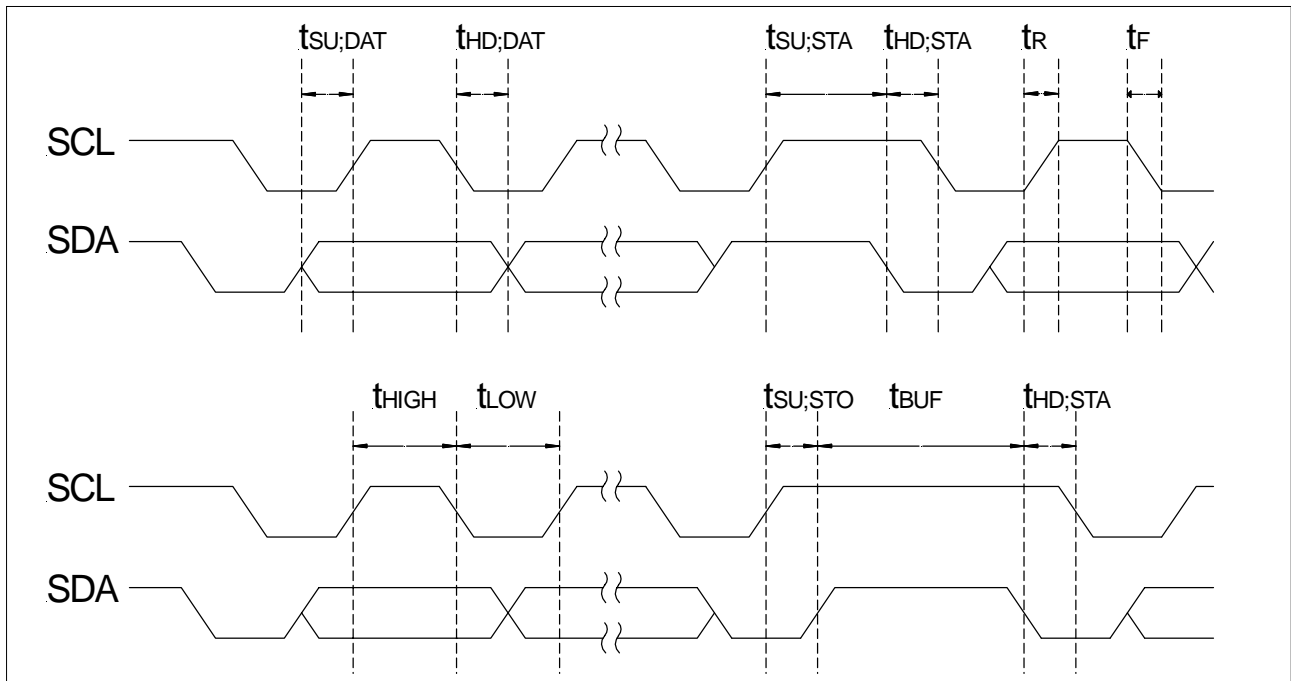 tSU;DAT tHD;DAT tSU;STA tHD;STA tR tF
SCL
SDA
tHIGH tLOW tSU;STO tBUF tHD;STA
SCL
SDA